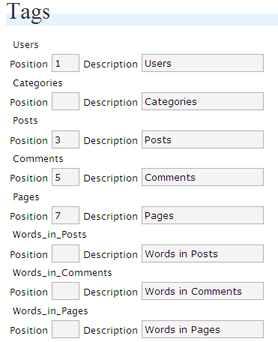 Tags
Users
Position 1 Description Users
Categories
Position Description Categories
Posts
Position 3 Description Posts
Comments
Position 5 Description Comments
Pages
Position 7 Description Pages
Words_in_Posts
Position Description Words in Posts
Words_in_Comments
Position Description Words in Comments
Words_in_Pages
Position Description Words in Pages